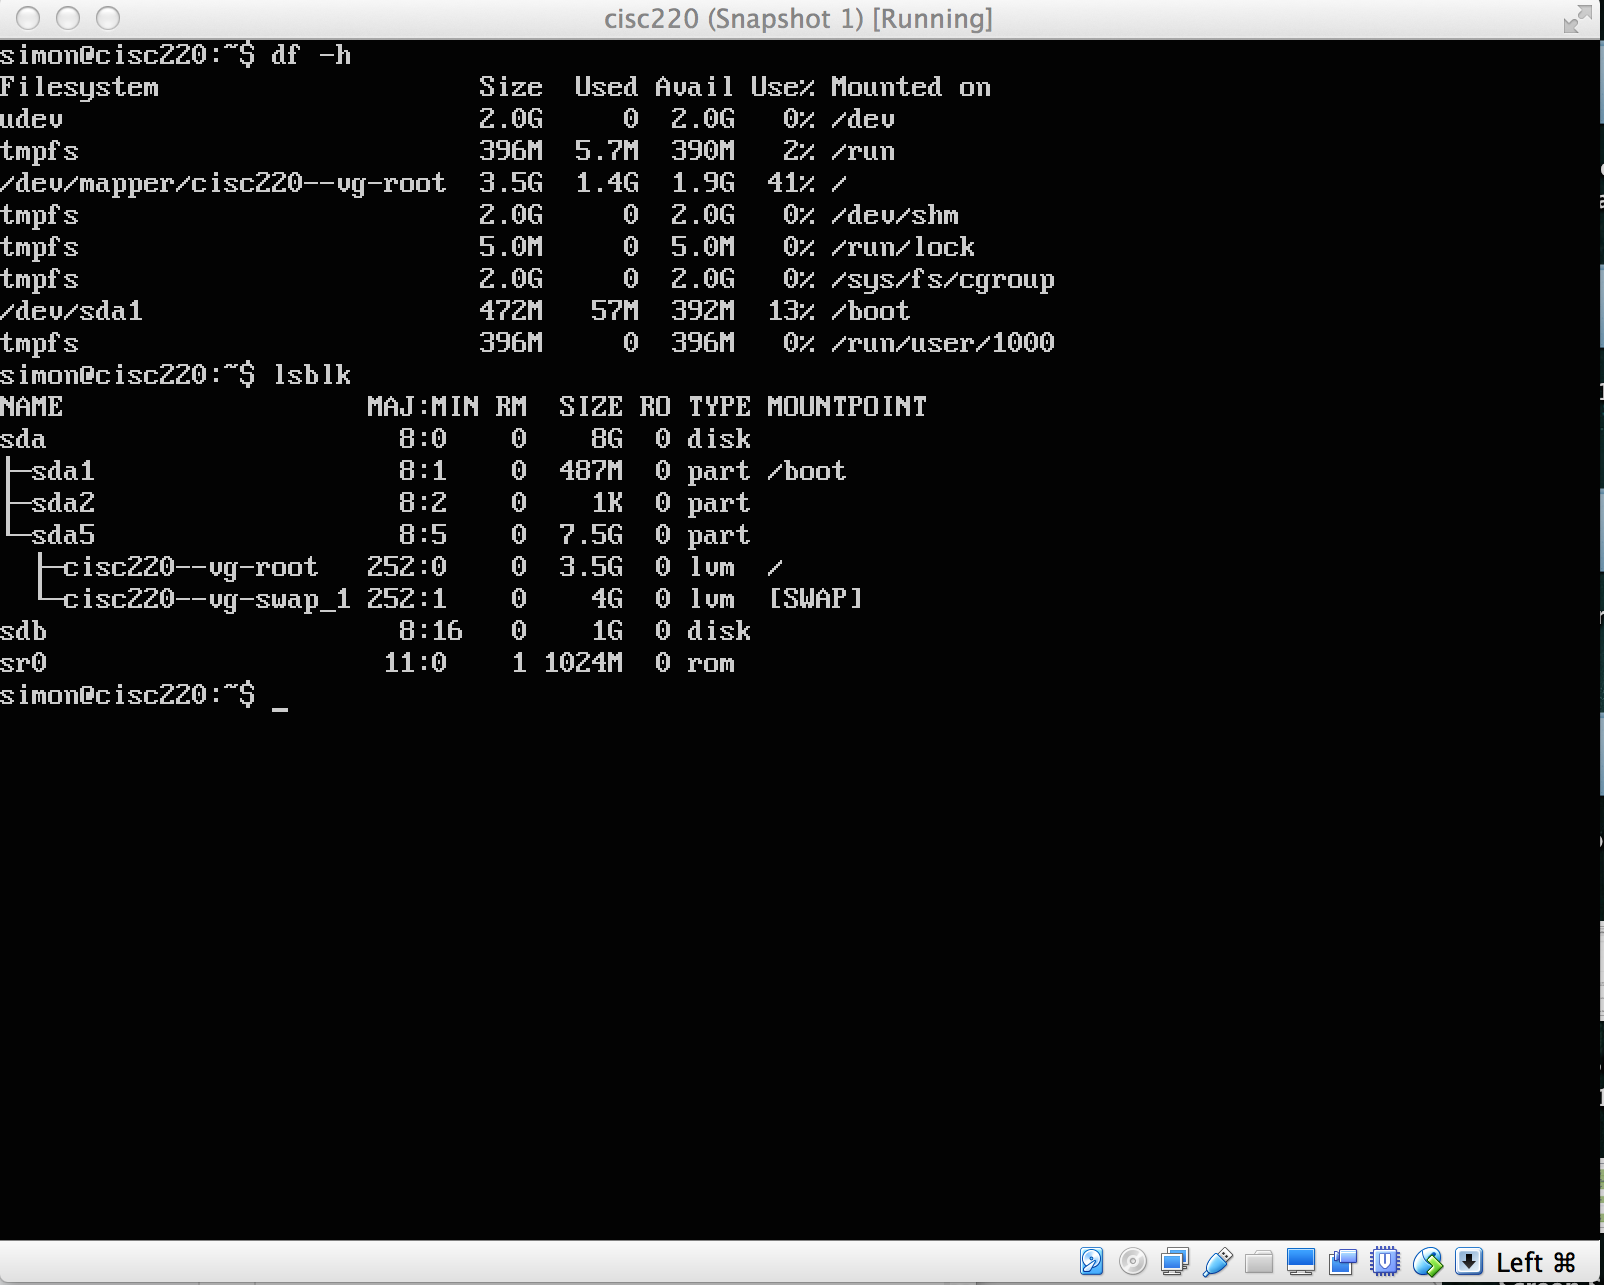 cisc220 (Snapshot 1) [Running]
simon@cisc220:~$ df -h
Filesystem                    Size  Used Avail Use% Mounted on
udev                          2.0G     0  2.0G   0% /dev
tmpfs                         396M  5.7M  390M   2% /run
/dev/mapper/cisc220--vg-root  3.5G  1.4G  1.9G  41% /
tmpfs                         2.0G     0  2.0G   0% /dev/shm
tmpfs                         5.0M     0  5.0M   0% /run/lock
tmpfs                         2.0G     0  2.0G   0% /sys/fs/cgroup
/dev/sda1                     472M   57M  392M  13% /boot
tmpfs                         396M     0  396M   0% /run/user/1000
simon@cisc220:~$ lsblk
NAME                   MAJ:MIN RM  SIZE RO TYPE MOUNTPOINT
sda                      8:0    0    8G  0 disk
├─sda1                   8:1    0  487M  0 part /boot
├─sda2                   8:2    0    1K  0 part
└─sda5                   8:5    0  7.5G  0 part
  ├─cisc220--vg-root   252:0    0  3.5G  0 lvm  /
  └─cisc220--vg-swap_1 252:1    0    4G  0 lvm  [SWAP]
sdb                      8:16   0    1G  0 disk
sr0                     11:0    1 1024M  0 rom
simon@cisc220:~$ _
Left ⌘